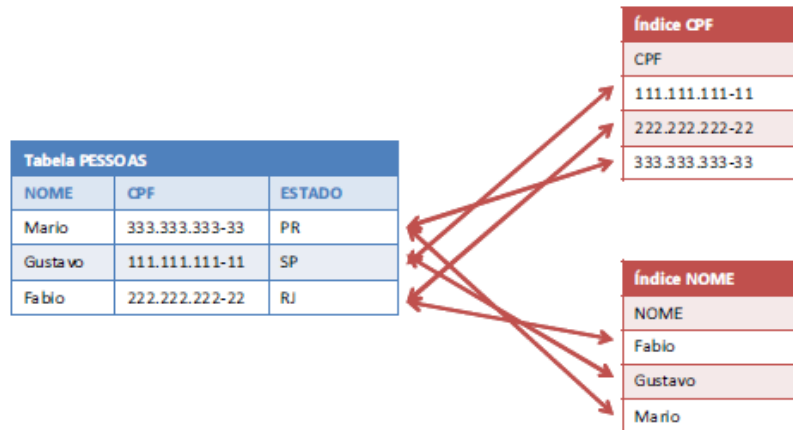 Tabela PESSOAS
NOME CPF ESTADO
Mario 333.333.333-33 PR
Gustavo 111.111.111-11 SP
Fabio 222.222.222-22 RJ
Índice CPF
CPF
111.111.111-11
222.222.222-22
333.333.333-33
Índice NOME
NOME
Fabio
Gustavo
Mario